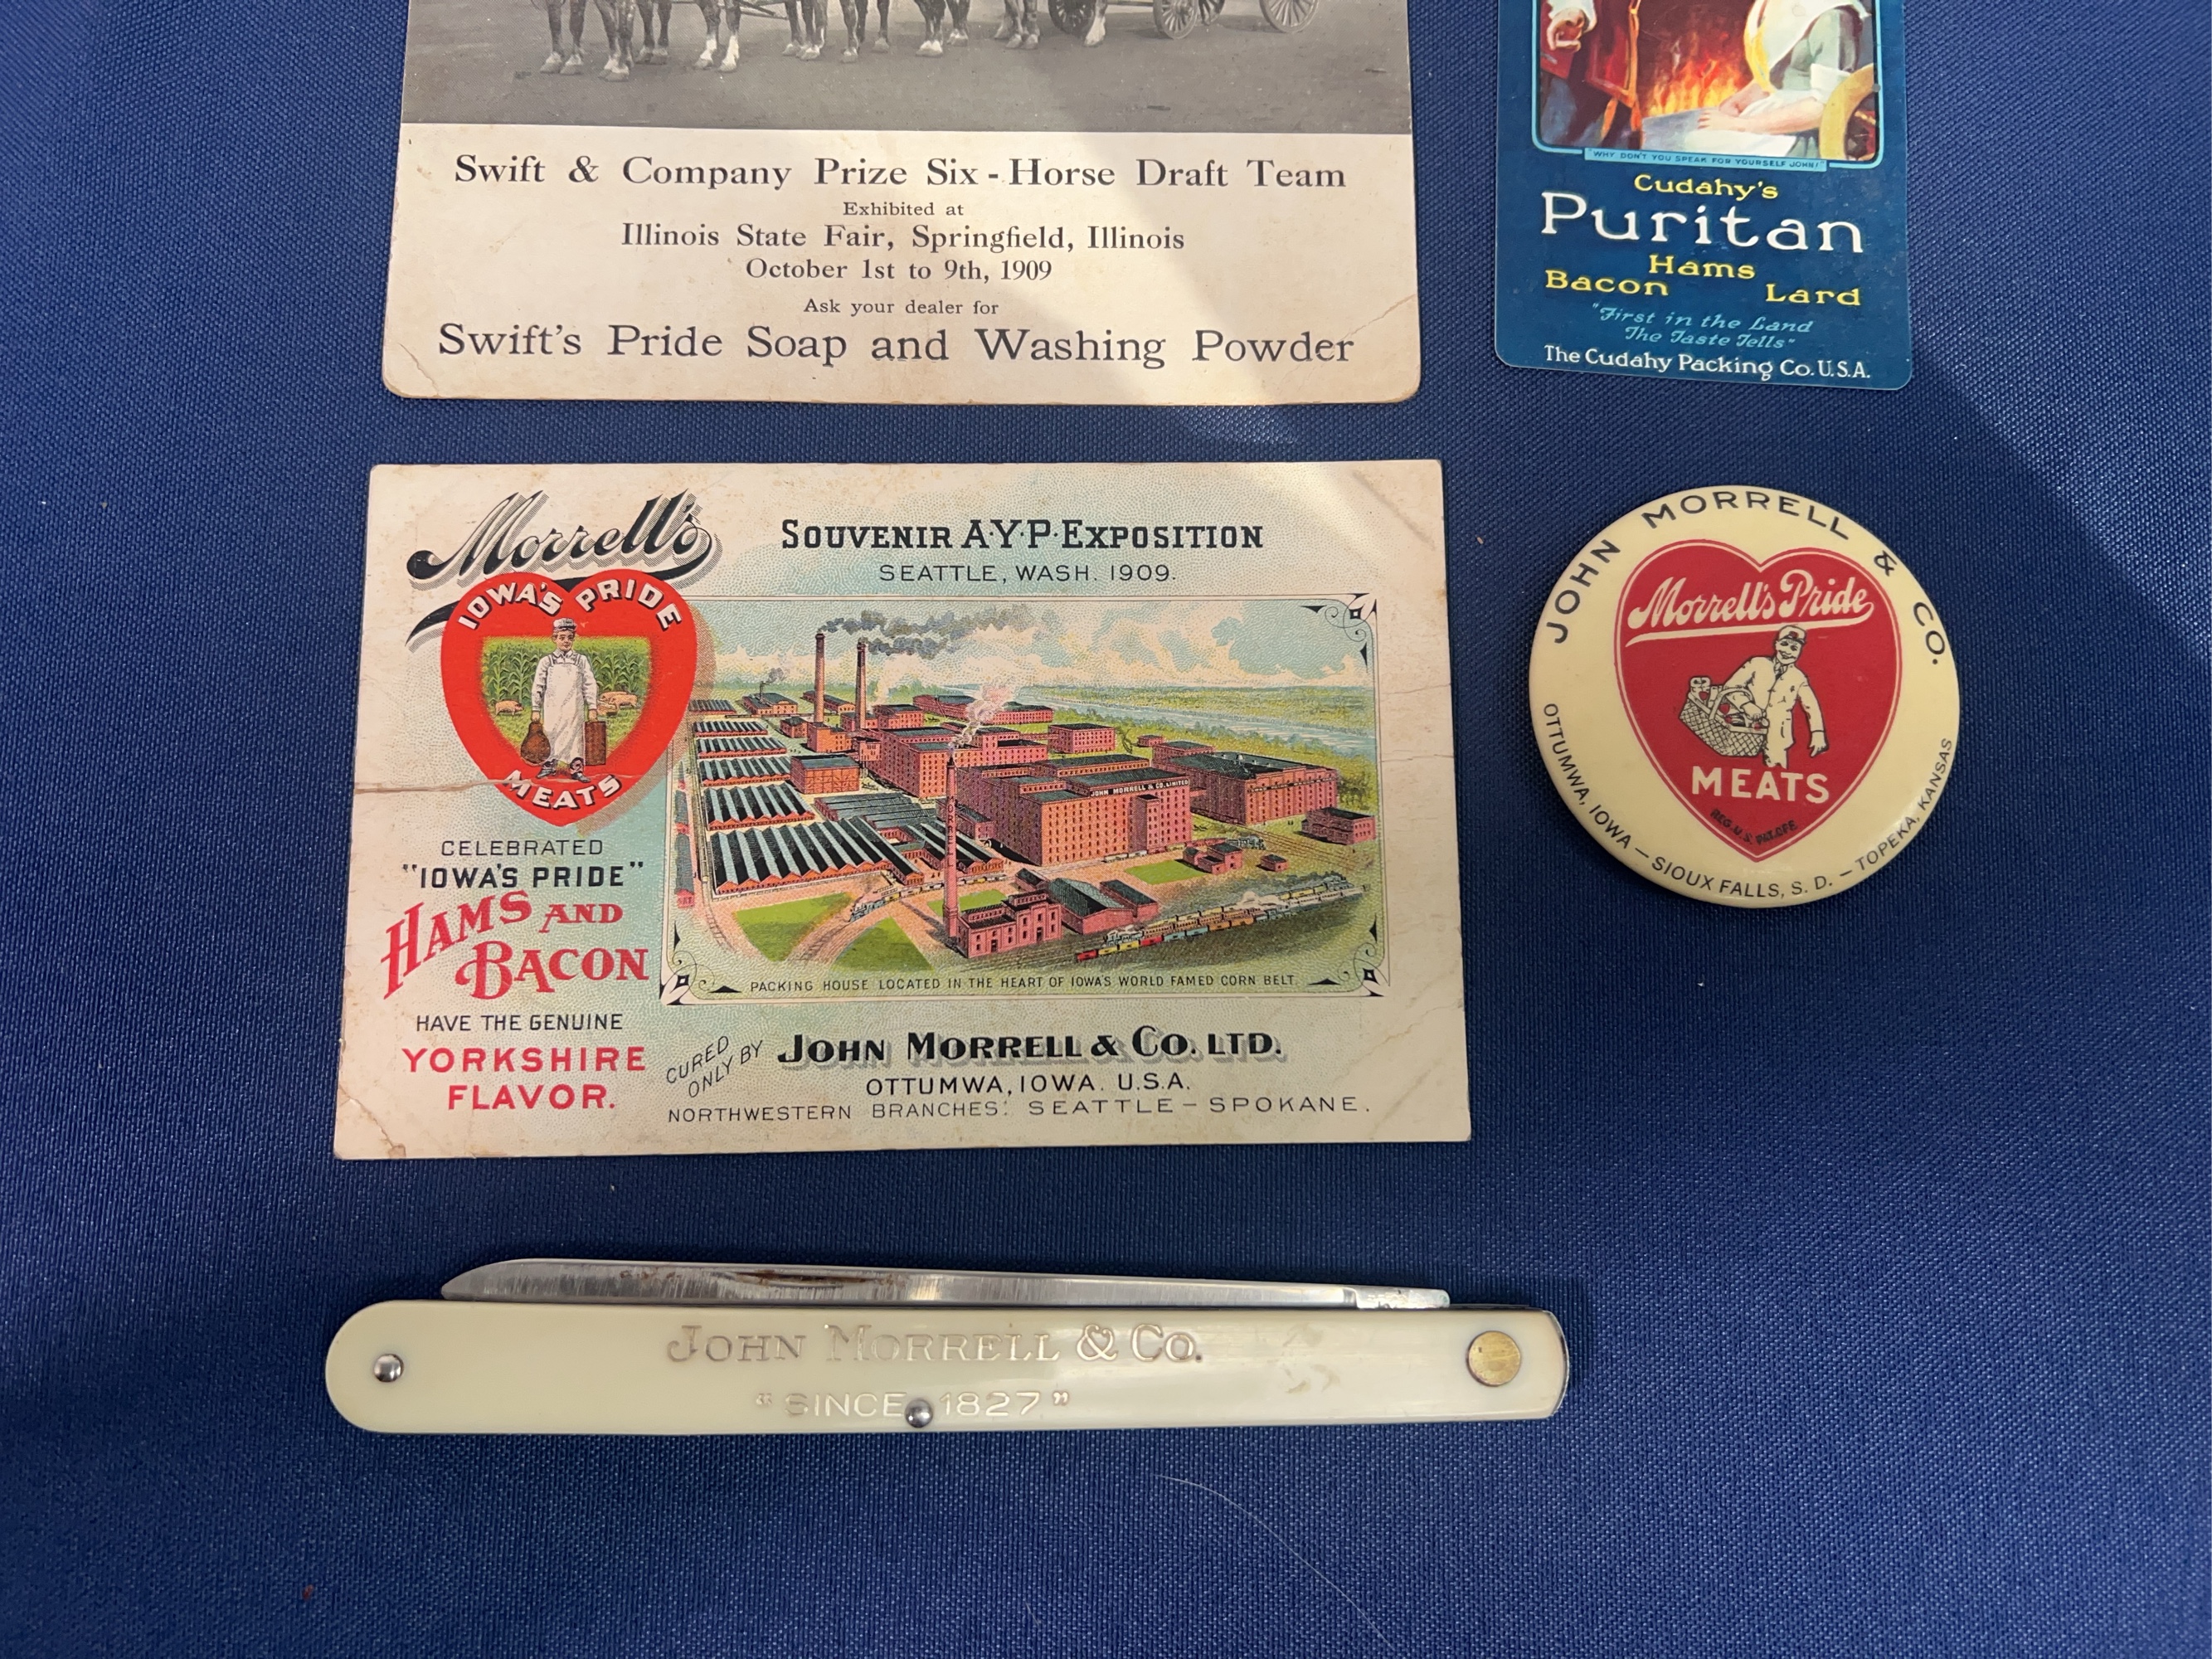 Swift & Company Prize Six-Horse Draft Team
Exhibited at
Illinois State Fair, Springfield, Illinois
October 1st to 9th, 1909
Ask your dealer for
Swift's Pride Soap and Washing Powder
"WHY DON'T YOU SPEAK FOR YOURSELF JOHN!"
Cudahy's
Puritan
Hams
Bacon Lard
"First in the Land
The Taste Tells"
The Cudahy Packing Co. U.S.A.
Morrell's
IOWA'S PRIDE
MEATS
CELEBRATED
"IOWA'S PRIDE"
HAMS AND
BACON
HAVE THE GENUINE
YORKSHIRE
FLAVOR.
SOUVENIR A·Y·P·EXPOSITION
SEATTLE, WASH. 1909.
JOHN MORRELL & CO. LIMITED
PACKING HOUSE LOCATED IN THE HEART OF IOWA'S WORLD FAMED CORN BELT.
CURED
ONLY BY
JOHN MORRELL & CO. LTD.
OTTUMWA, IOWA. U.S.A.
NORTHWESTERN BRANCHES: SEATTLE – SPOKANE.
JOHN MORRELL & CO.
Morrell's Pride
MEATS
REG. U.S. PAT. OFF.
OTTUMWA, IOWA – SIOUX FALLS, S. D. – TOPEKA, KANSAS
JOHN MORRELL & CO.
"SINCE 1827"